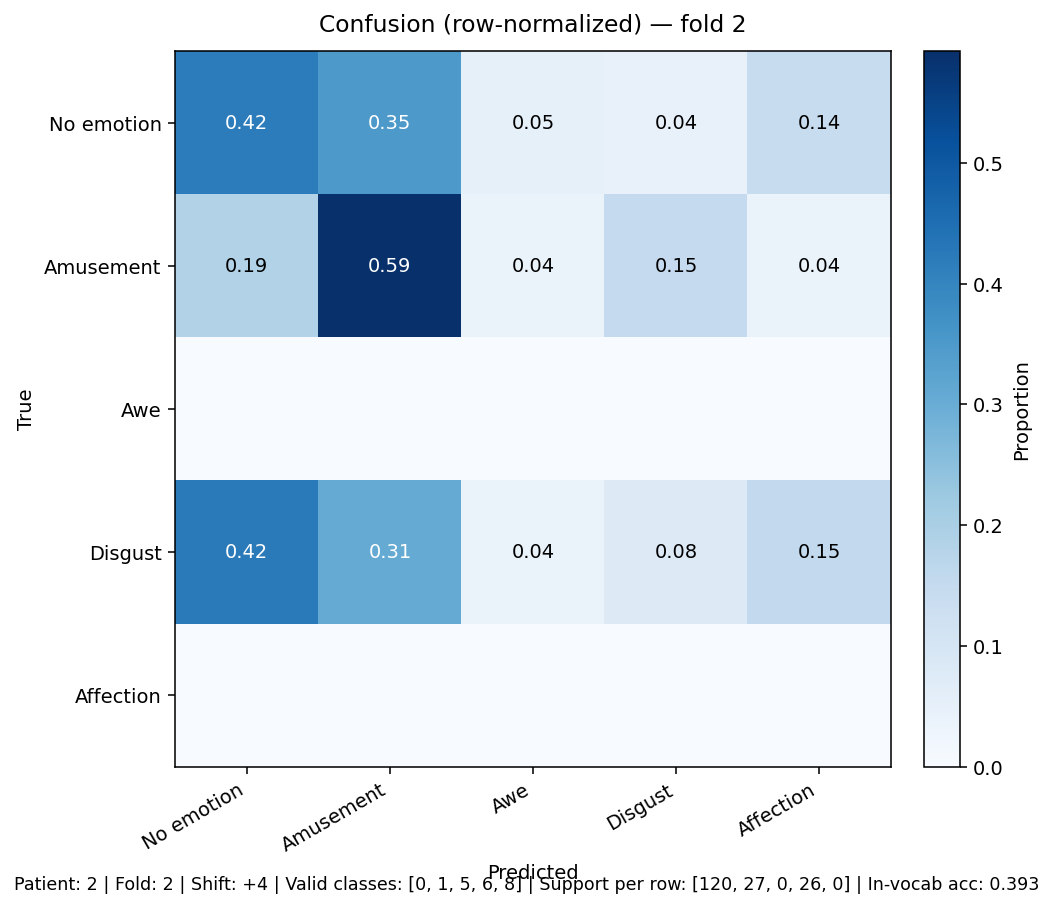 Confusion (row-normalized) — fold 2
No emotion 0.42 0.35 0.05 0.04 0.14
Amusement 0.19 0.59 0.04 0.15 0.04
Awe
Disgust 0.42 0.31 0.04 0.08 0.15
Affection
True
No emotion Amusement Awe Disgust Affection
Predicted
0.5
0.4
0.3
0.2
0.1
0.0
Proportion
Patient: 2 | Fold: 2 | Shift: +4 | Valid classes: [0, 1, 5, 6, 8] | Support per row: [120, 27, 0, 26, 0] | In-vocab acc: 0.393